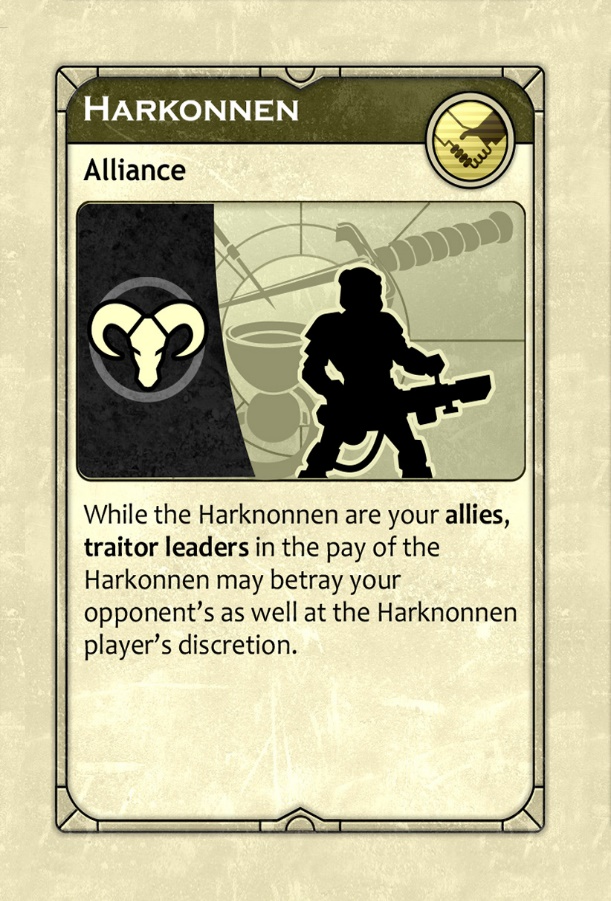 HARKONNEN
Alliance
While the Harknonnen are your allies,
traitor leaders in the pay of the
Harkonnen may betray your
opponent’s as well at the Harknonnen
player’s discretion.